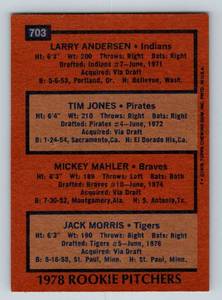 703
LARRY ANDERSEN • Indians
Ht: 6'3" Wt: 200 Throws: Right Bats: Right
Drafted: Indians #7-June, 1971
Acquired: Via Draft
B: 5-6-53, Portland, Or. H: Bellevue, Wash.
TIM JONES • Pirates
Ht: 6'4" Wt: 210 Throws: Right Bats: Right
Drafted: Pirates #4-June, 1972
Acquired: Via Draft
B: 1-24-54, Sacramento, Ca. H: El Dorado His, Ca.
MICKEY MAHLER • Braves
Ht: 6'3" Wt: 189 Throws: Left Bats: Both
Drafted: Braves #10-June, 1974
Acquired: Via Draft
B: 7-30-52, Montgomery, Ala. H: S. Antonio, Tx.
JACK MORRIS • Tigers
Ht: 6'3" Wt: 190 Throws: Right Bats: Right
Drafted: Tigers #5-June, 1976
Acquired: Via Draft
B: 5-16-55, St. Paul, Minn. H: St. Paul, Minn.
1978 ROOKIE PITCHERS